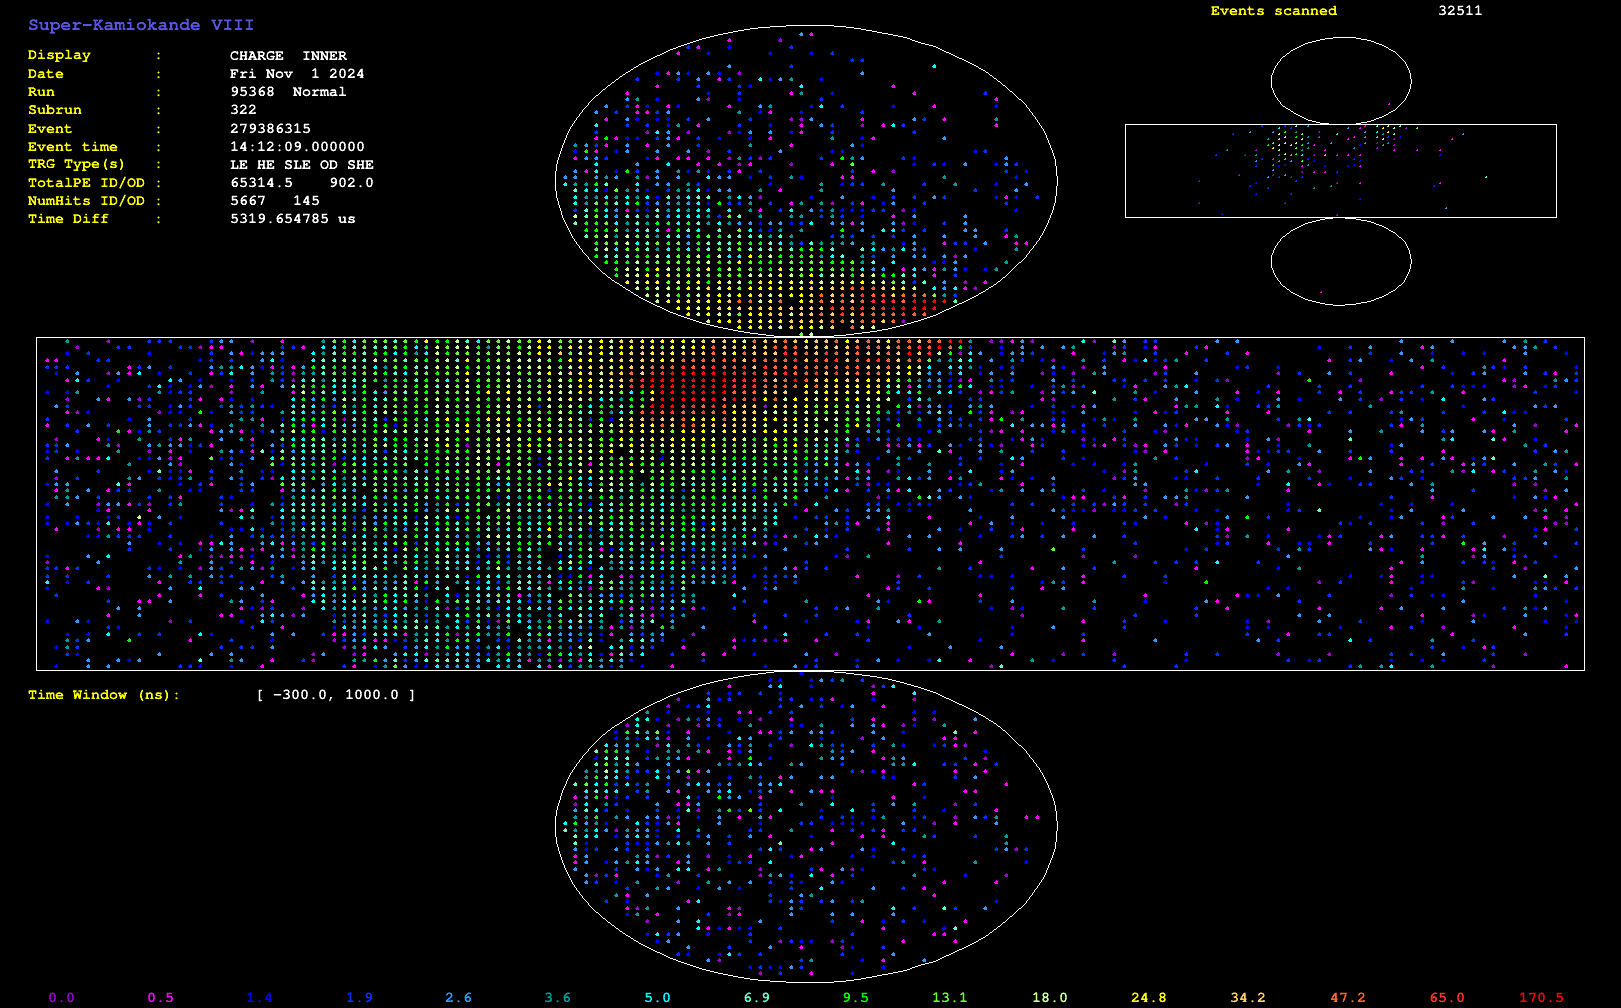 Super-Kamiokande VIII
Events scanned 32511
Display : CHARGE INNER
Date : Fri Nov 1 2024
Run : 95368 Normal
Subrun : 322
Event : 279386315
Event time : 14:12:09.000000
TRG Type(s) : LE HE SLE OD SHE
TotalPE ID/OD : 65314.5 902.0
NumHits ID/OD : 5667 145
Time Diff : 5319.654785 us
Time Window (ns): [ -300.0, 1000.0 ]
0.0 0.5 1.4 1.9 2.6 3.6 5.0 6.9 9.5 13.1 18.0 24.8 34.2 47.2 65.0 170.5